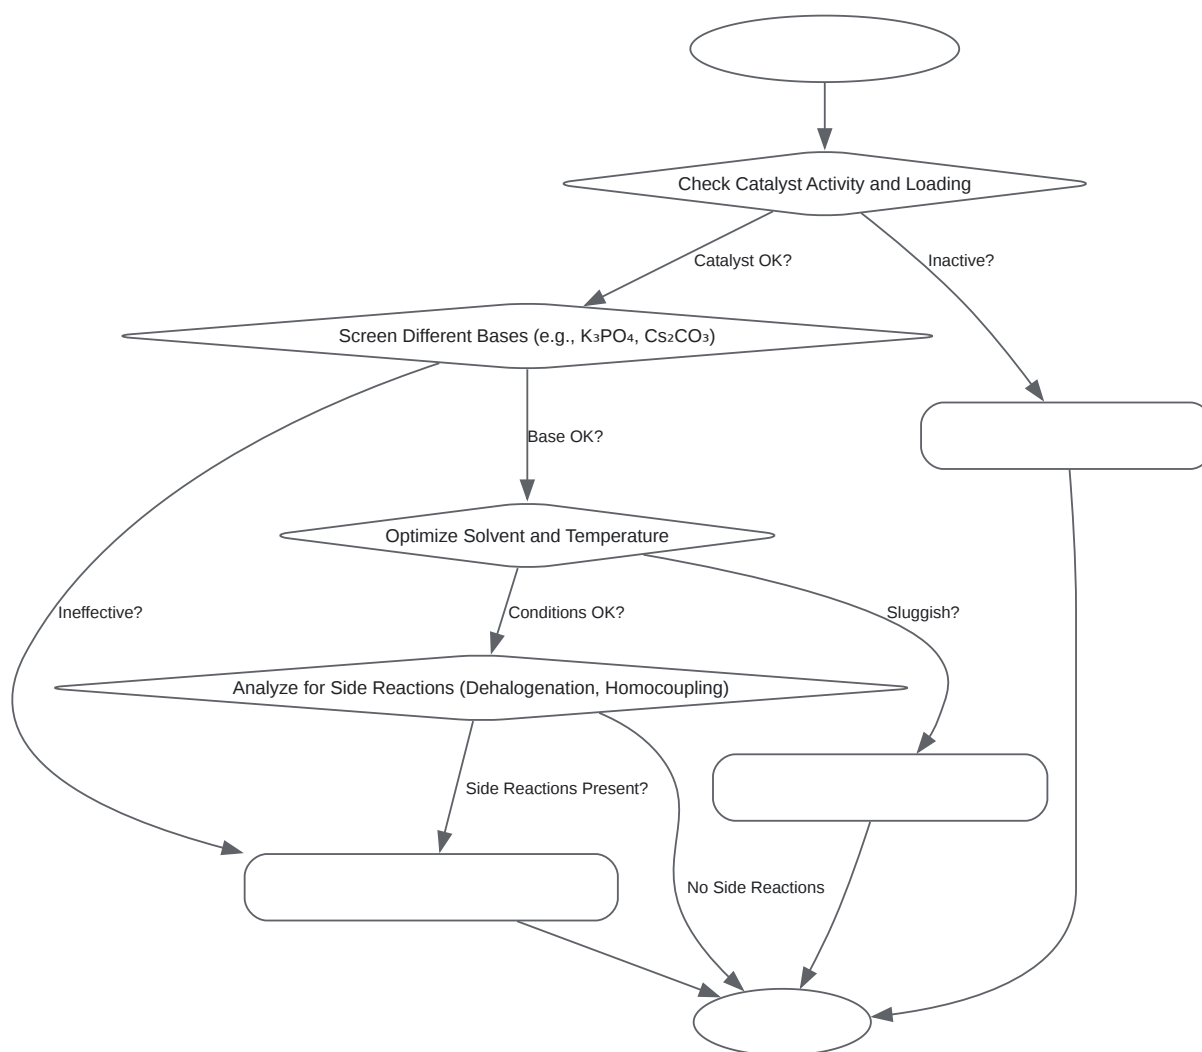 Check Catalyst Activity and Loading
Catalyst OK?
Inactive?
Screen Different Bases (e.g., K₃PO₄, Cs₂CO₃)
Base OK?
Optimize Solvent and Temperature
Ineffective?
Conditions OK?
Sluggish?
Analyze for Side Reactions (Dehalogenation, Homocoupling)
Side Reactions Present?
No Side Reactions